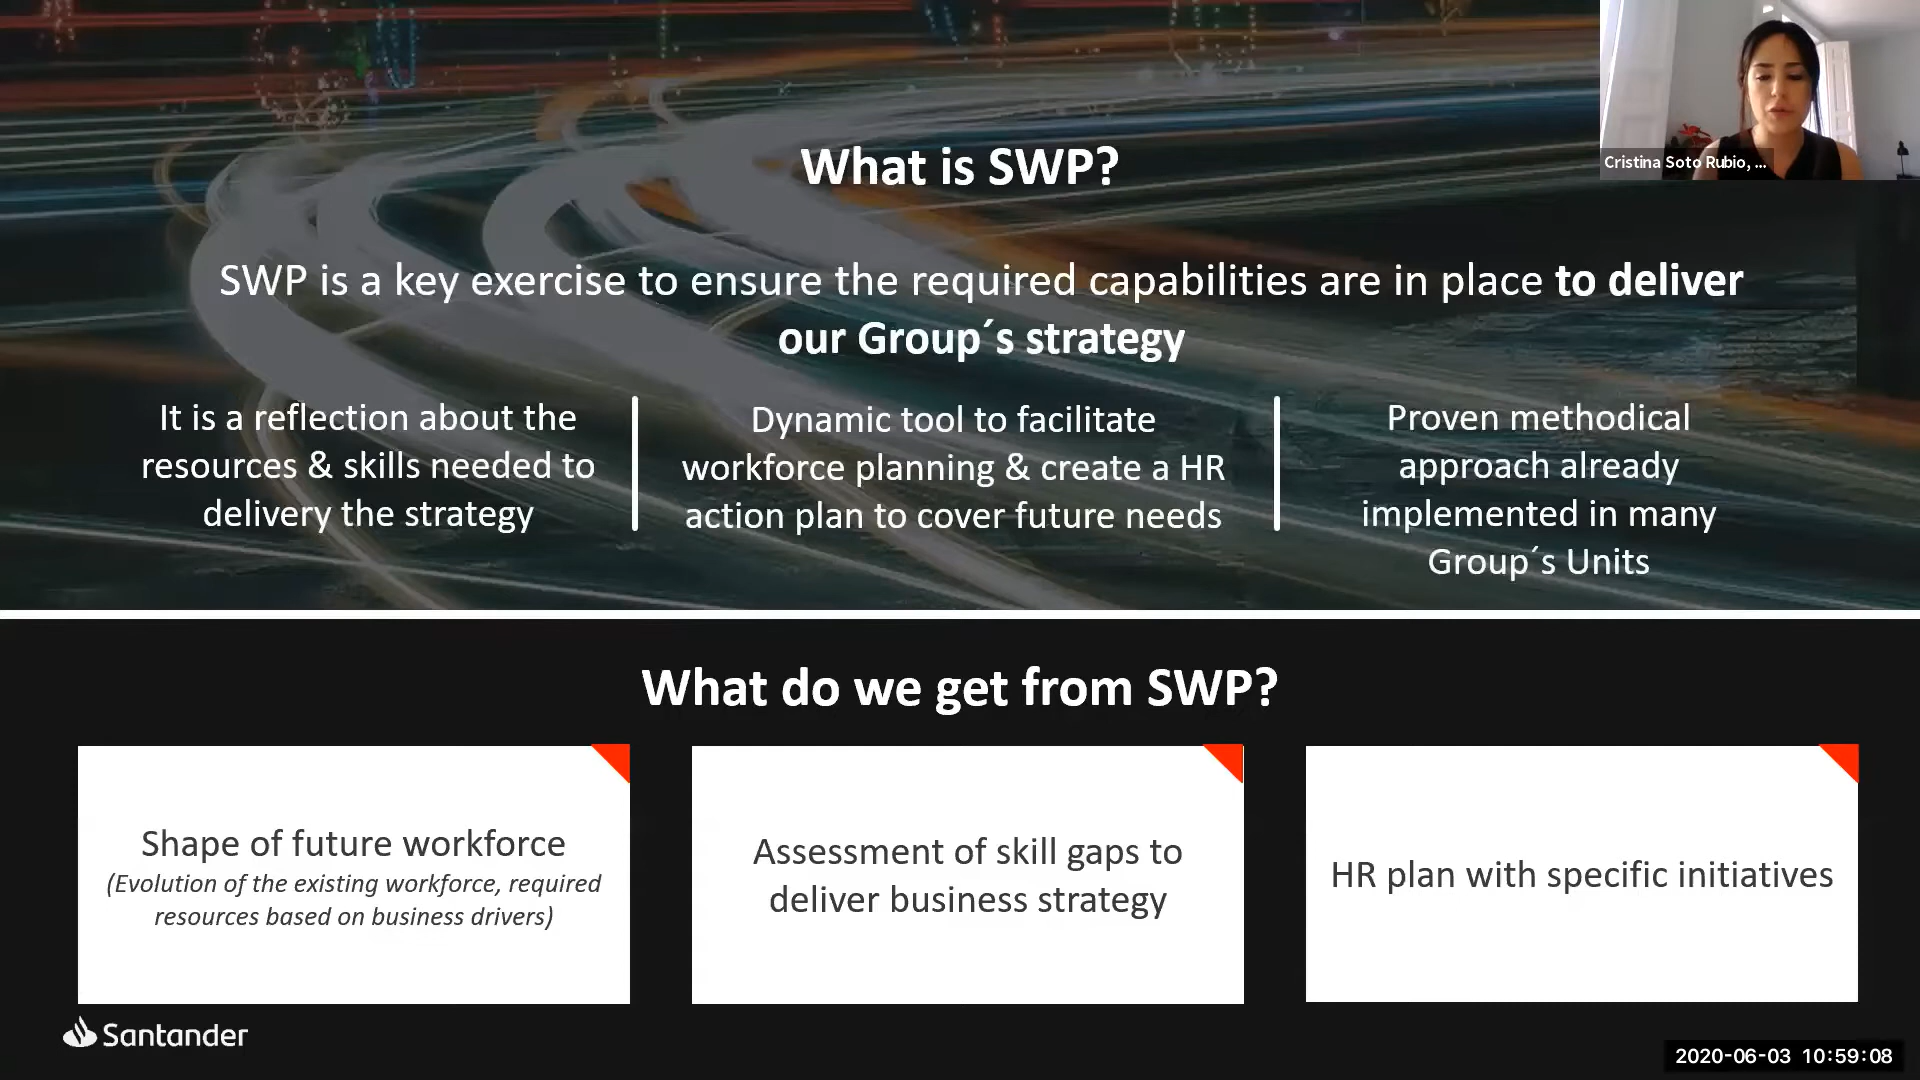 What is SWP?
Cristina Soto Rubio, ...
SWP is a key exercise to ensure the required capabilities are in place to deliver
our Group´s strategy
It is a reflection about the
resources & skills needed to
delivery the strategy
Dynamic tool to facilitate
workforce planning & create a HR
action plan to cover future needs
Proven methodical
approach already
implemented in many
Group´s Units
What do we get from SWP?
Shape of future workforce
(Evolution of the existing workforce, required
resources based on business drivers)
Assessment of skill gaps to
deliver business strategy
HR plan with specific initiatives
Santander
2020-06-03 10:59:08